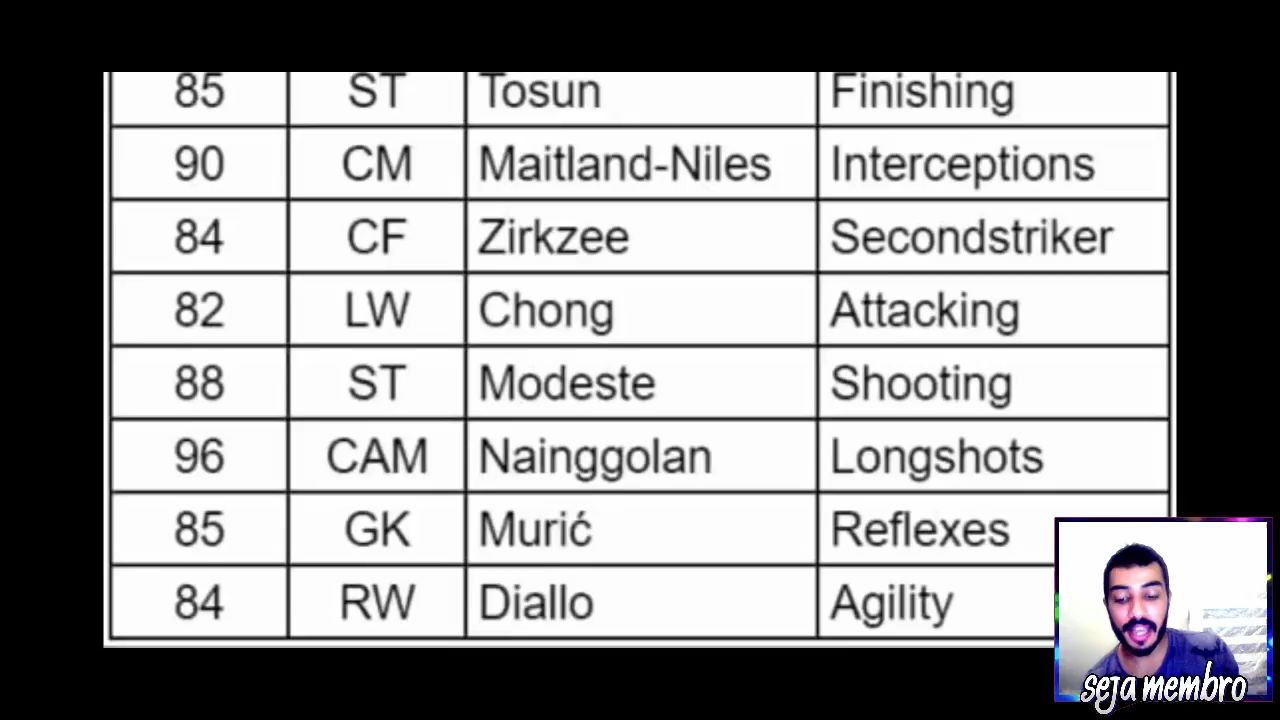 85 ST Tosun Finishing
90 CM Maitland-Niles Interceptions
84 CF Zirkzee Secondstriker
82 LW Chong Attacking
88 ST Modeste Shooting
96 CAM Nainggolan Longshots
85 GK Murić Reflexes
84 RW Diallo Agility
seja membro